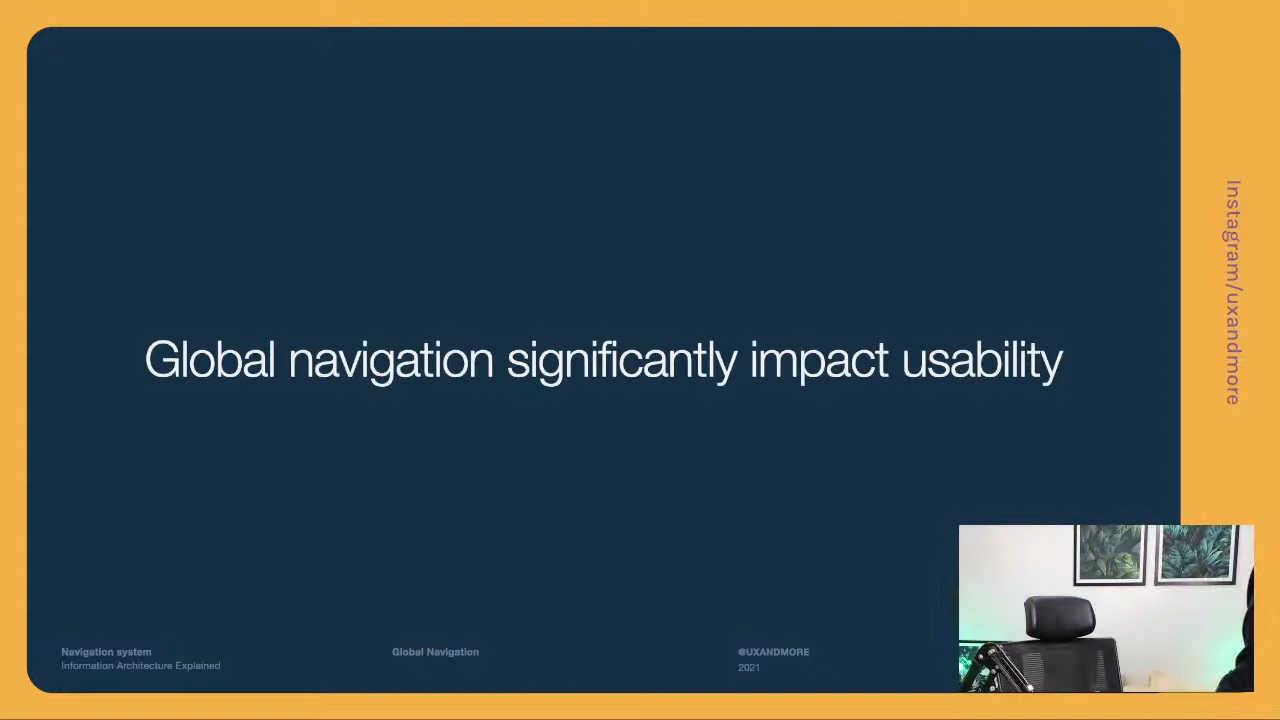 Global navigation significantly impact usability
Instagram/uxandmore
Navigation system
Information Architecture Explained
Global Navigation
@UXANDMORE
2021